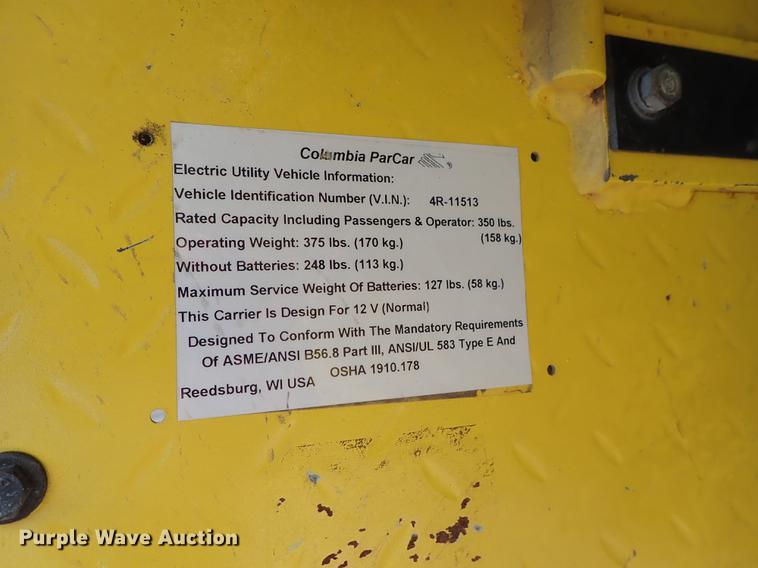 Columbia ParCar
Electric Utility Vehicle Information:
Vehicle Identification Number (V.I.N.): 4R-11513
Rated Capacity Including Passengers & Operator: 350 lbs.
(158 kg.)
Operating Weight: 375 lbs. (170 kg.)
Without Batteries: 248 lbs. (113 kg.)
Maximum Service Weight Of Batteries: 127 lbs. (58 kg.)
This Carrier Is Design For 12 V (Normal)
Designed To Conform With The Mandatory Requirements
Of ASME/ANSI B56.8 Part III, ANSI/UL 583 Type E And
OSHA 1910.178
Reedsburg, WI USA
Purple Wave Auction